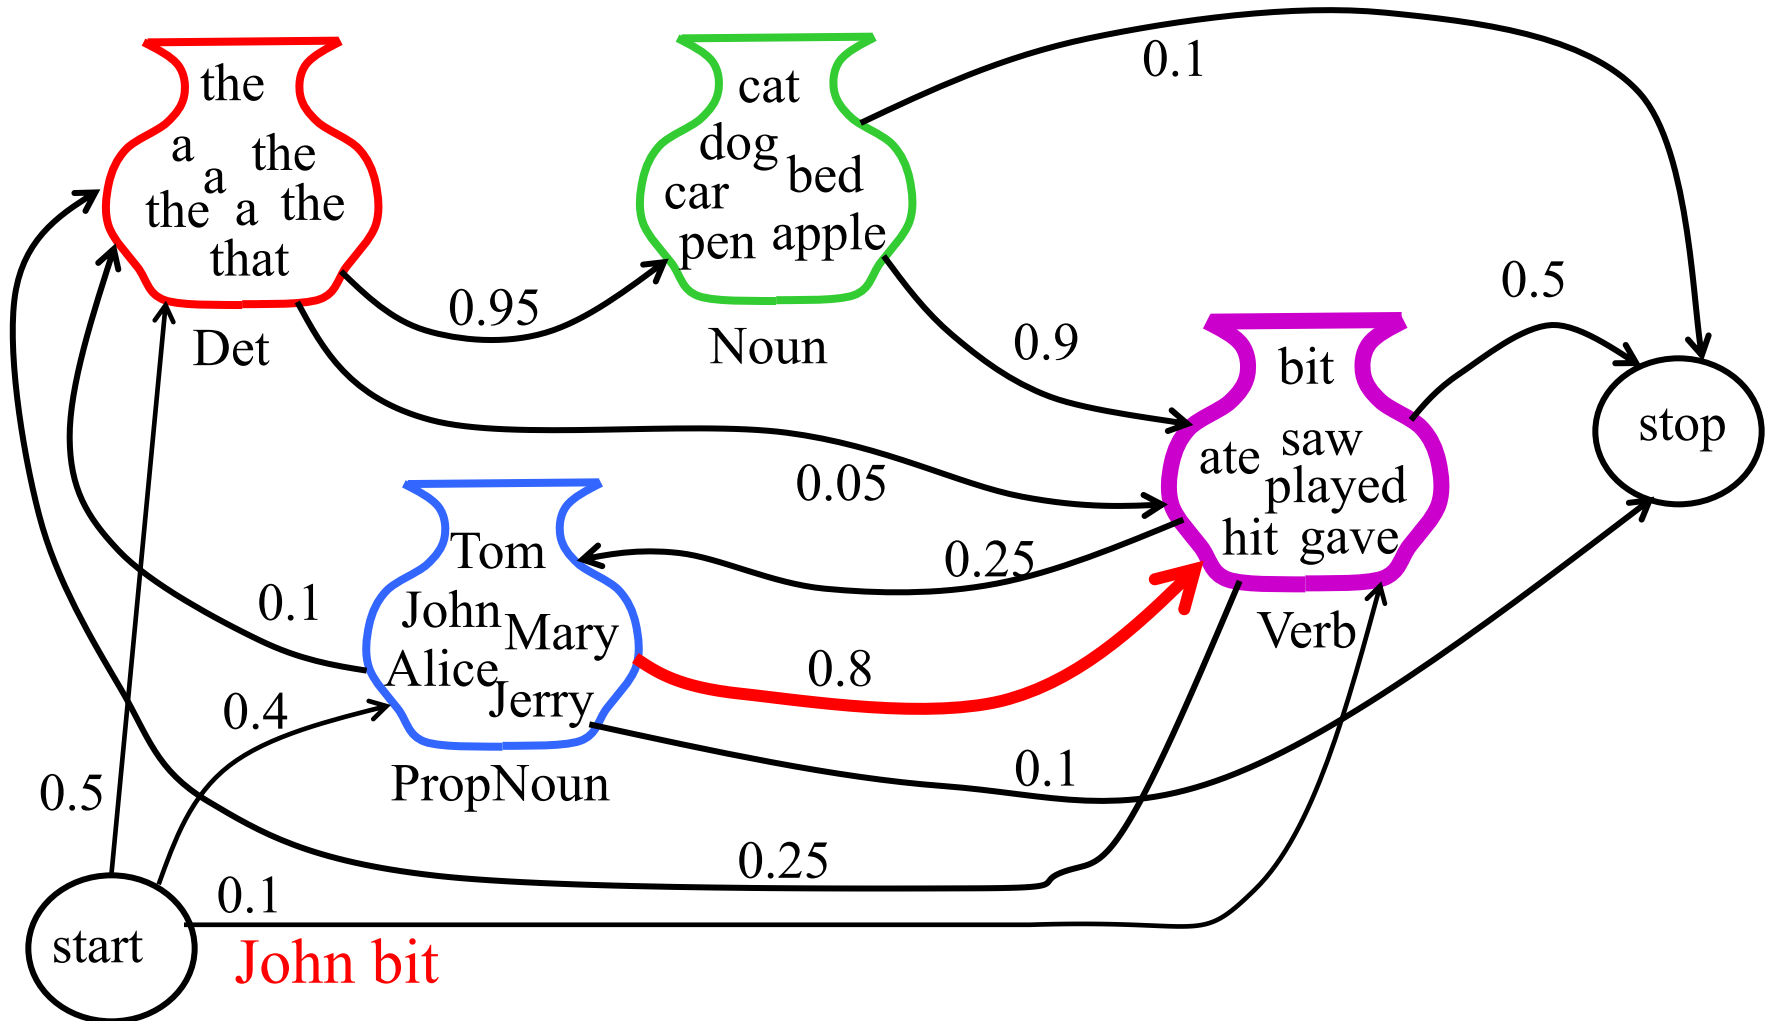 the
a the
a
the a the
that
Det
0.95
cat
dog
bed
car
pen apple
Noun
0.1
0.9
0.5
bit
saw
ate
played
hit gave
Verb
stop
0.05
0.25
Tom
John
Mary
Alice
Jerry
PropNoun
0.1
0.8
0.4
0.1
0.5
0.25
0.1
start
John bit